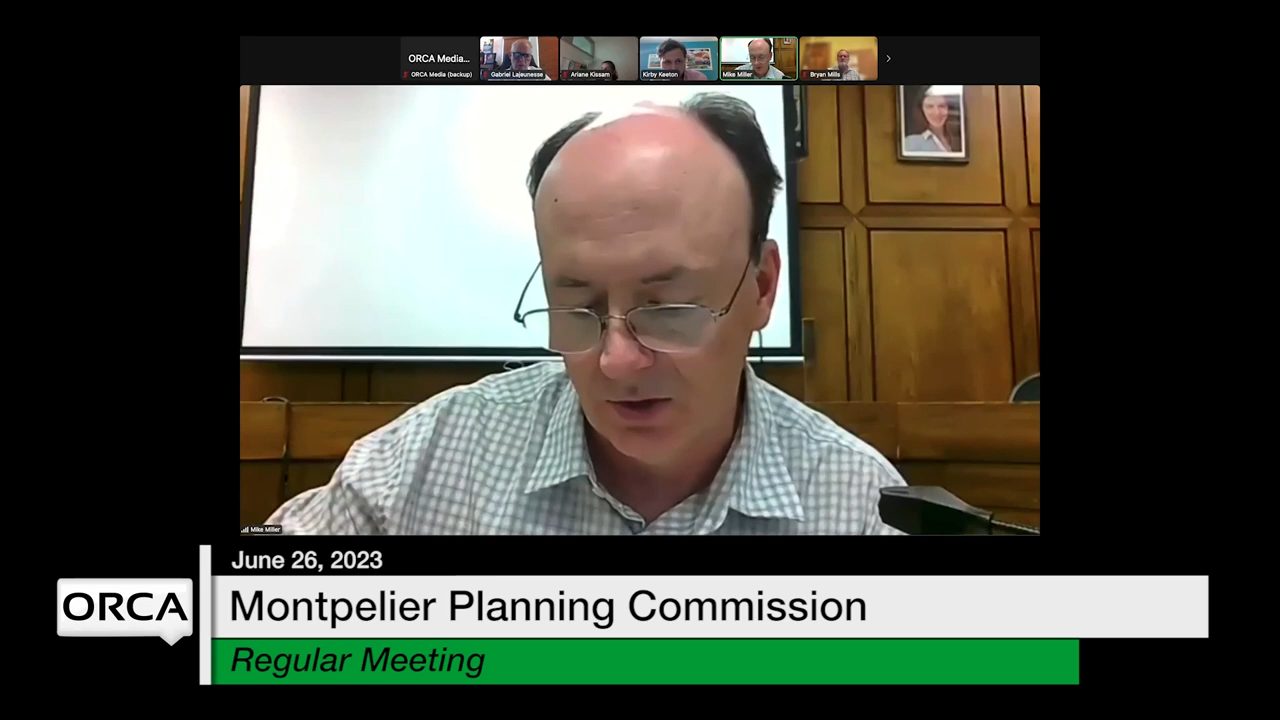 ORCA Media...
ORCA Media (backup)
Gabriel Lajeunesse
Ariane Kissam
Kirby Keeton
Mike Miller
Bryan Mills
Mike Miller
June 26, 2023
ORCA
Montpelier Planning Commission
Regular Meeting